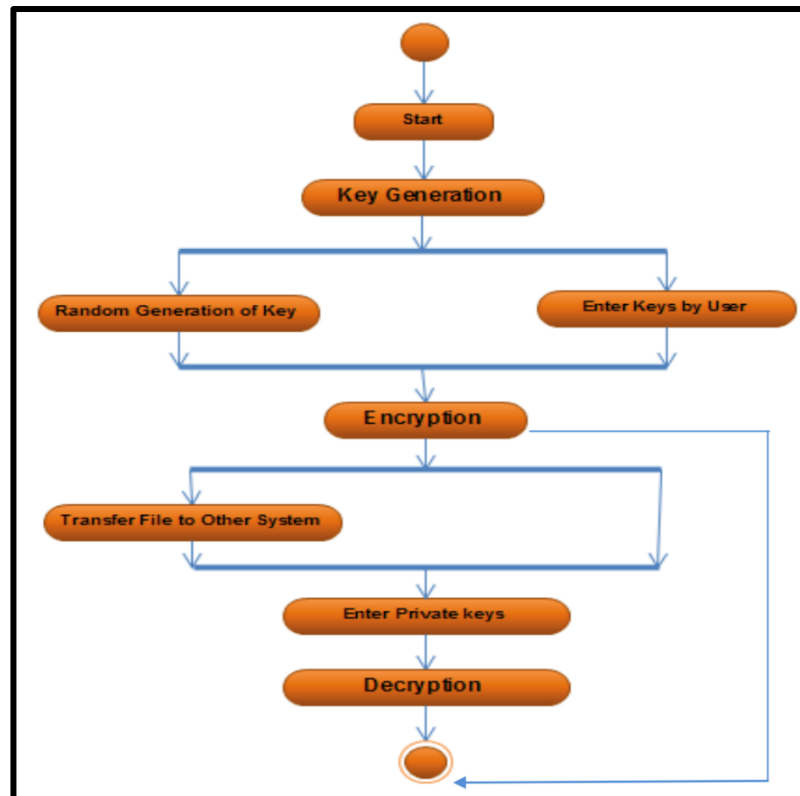 Start
Key Generation
Random Generation of Key
Enter Keys by User
Encryption
Transfer File to Other System
Enter Private keys
Decryption